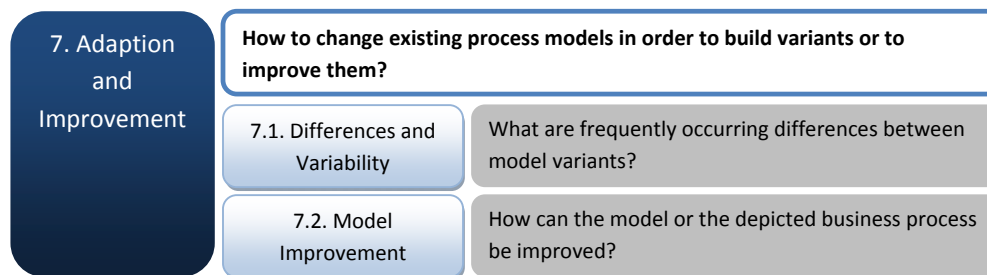 7. Adaption
and
Improvement
How to change existing process models in order to build variants or to
improve them?
7.1. Differences and
Variability
What are frequently occurring differences between
model variants?
7.2. Model
Improvement
How can the model or the depicted business process
be improved?